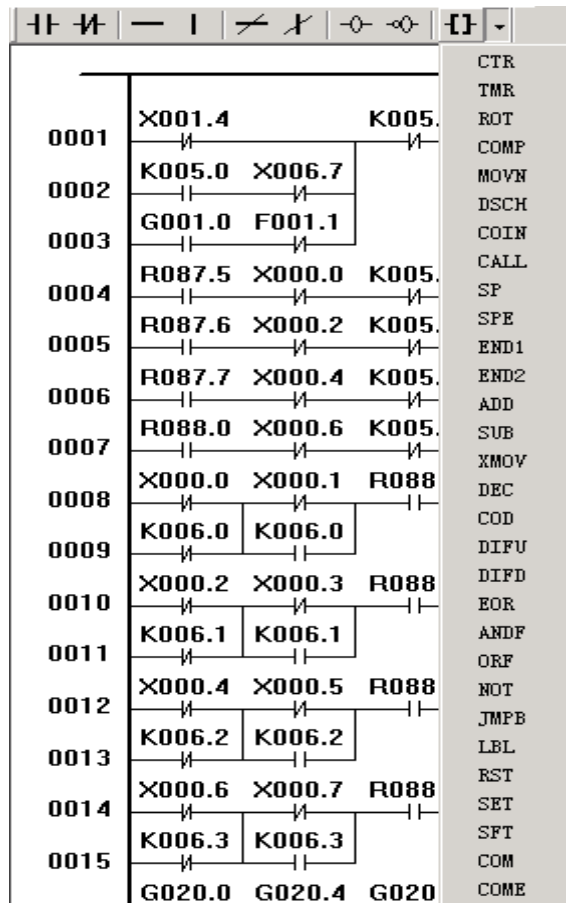 X001.4 K005.
0001
K005.0 X006.7
0002
G001.0 F001.1
0003
R087.5 X000.0 K005.
0004
R087.6 X000.2 K005.
0005
R087.7 X000.4 K005.
0006
R088.0 X000.6 K005.
0007
X000.0 X000.1 R088
0008
K006.0 K006.0
0009
X000.2 X000.3 R088
0010
K006.1 K006.1
0011
X000.4 X000.5 R088
0012
K006.2 K006.2
0013
X000.6 X000.7 R088
0014
K006.3 K006.3
0015
G020.0 G020.4 G020
CTR
TMR
ROT
COMP
MOVN
DSCH
COIN
CALL
SP
SPE
END1
END2
ADD
SUB
XMOV
DEC
COD
DIFU
DIFD
EOR
ANDF
ORF
NOT
JMPB
LBL
RST
SET
SFT
COM
COME